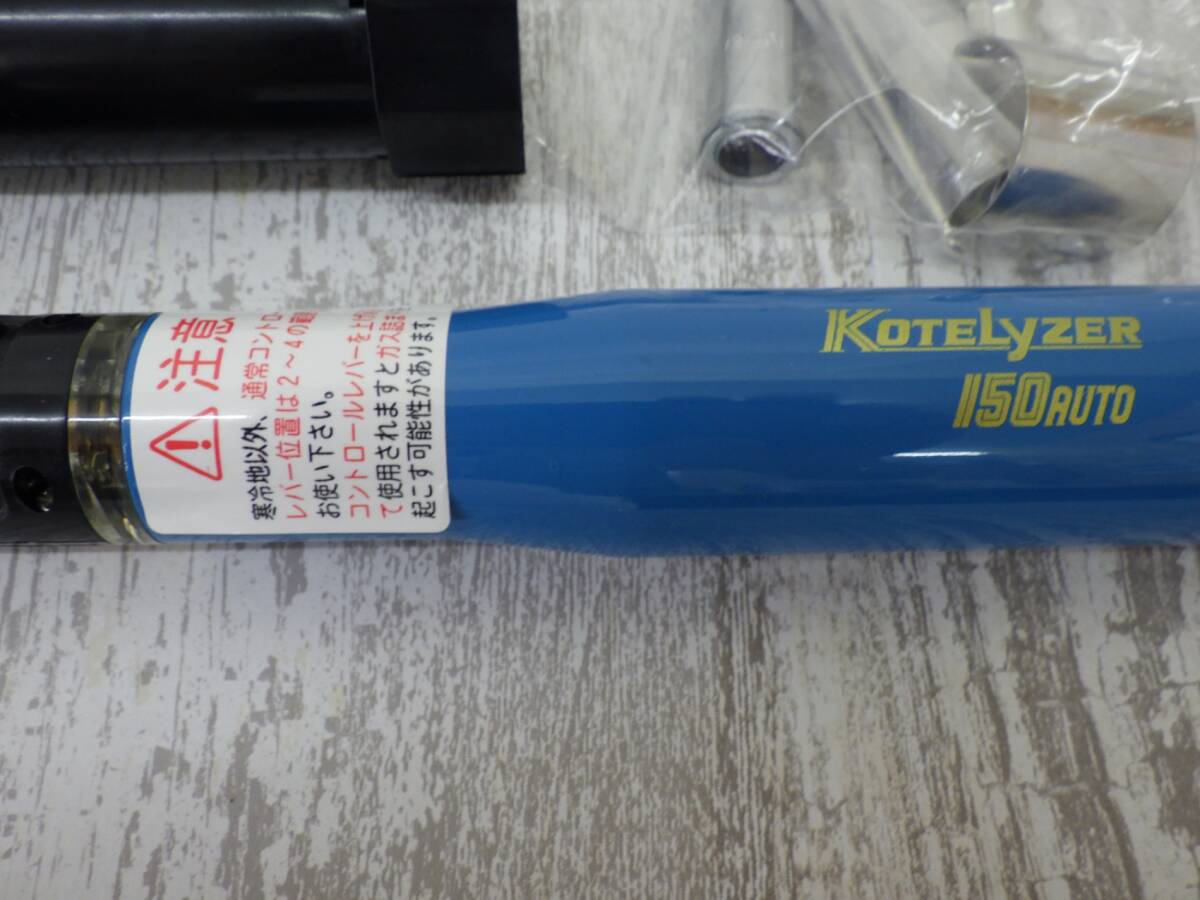 注意
寒冷地以外、通常コントロ
レバー位置は2～4の範
お使い下さい。
コントロールレバーを上げ
て使用されますとガス詰ま
起こす可能性があります。
KOTELYZER
150AUTO